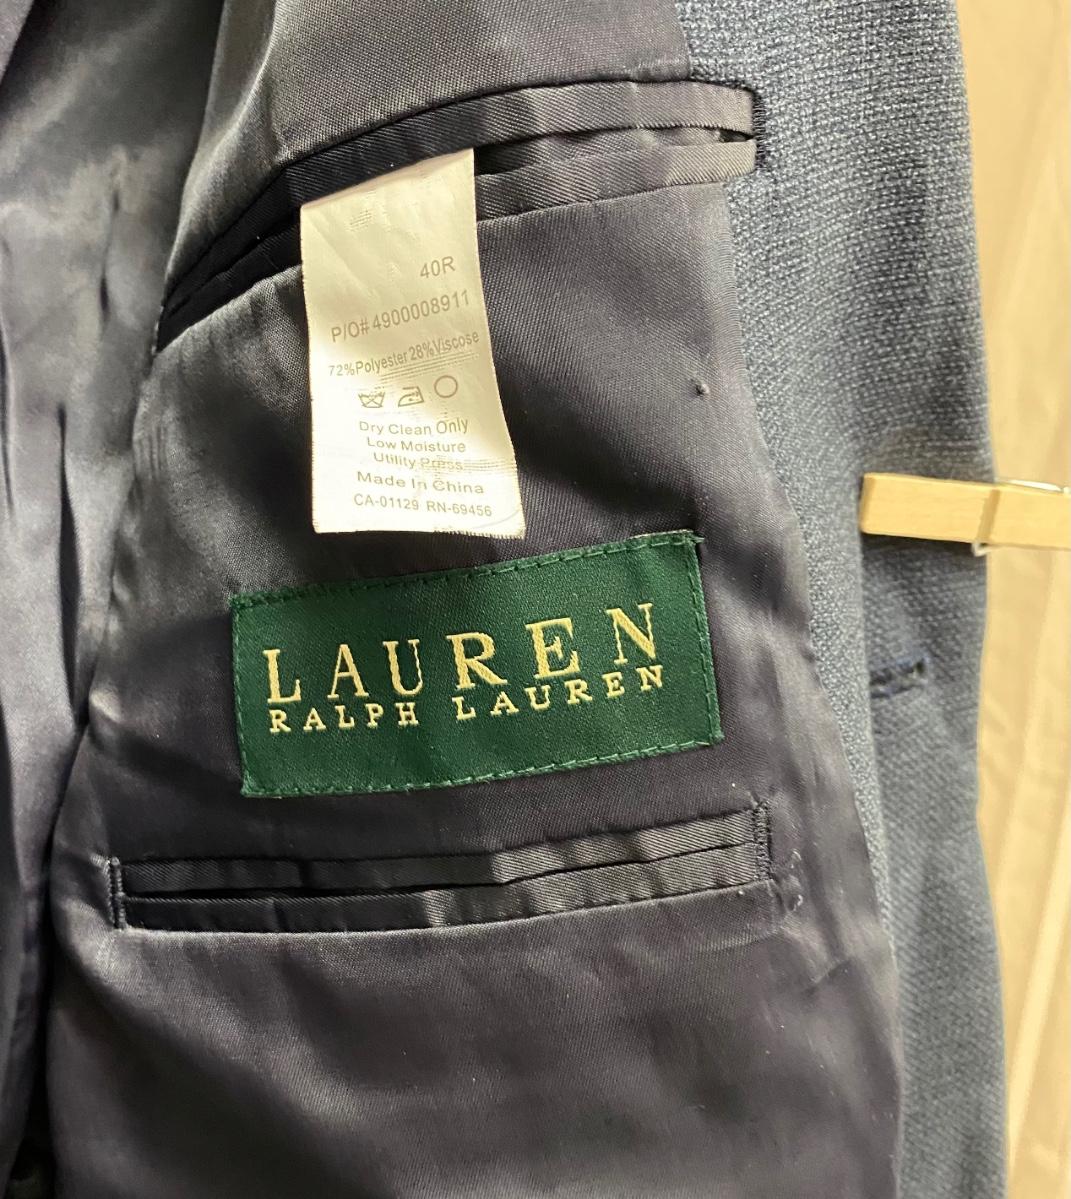 40R
P/O# 4900008911
72%Polyester 28%Viscose
Dry Clean Only
Low Moisture
Utility Press
Made In China
CA-01129 RN-69456
LAUREN
RALPH LAUREN